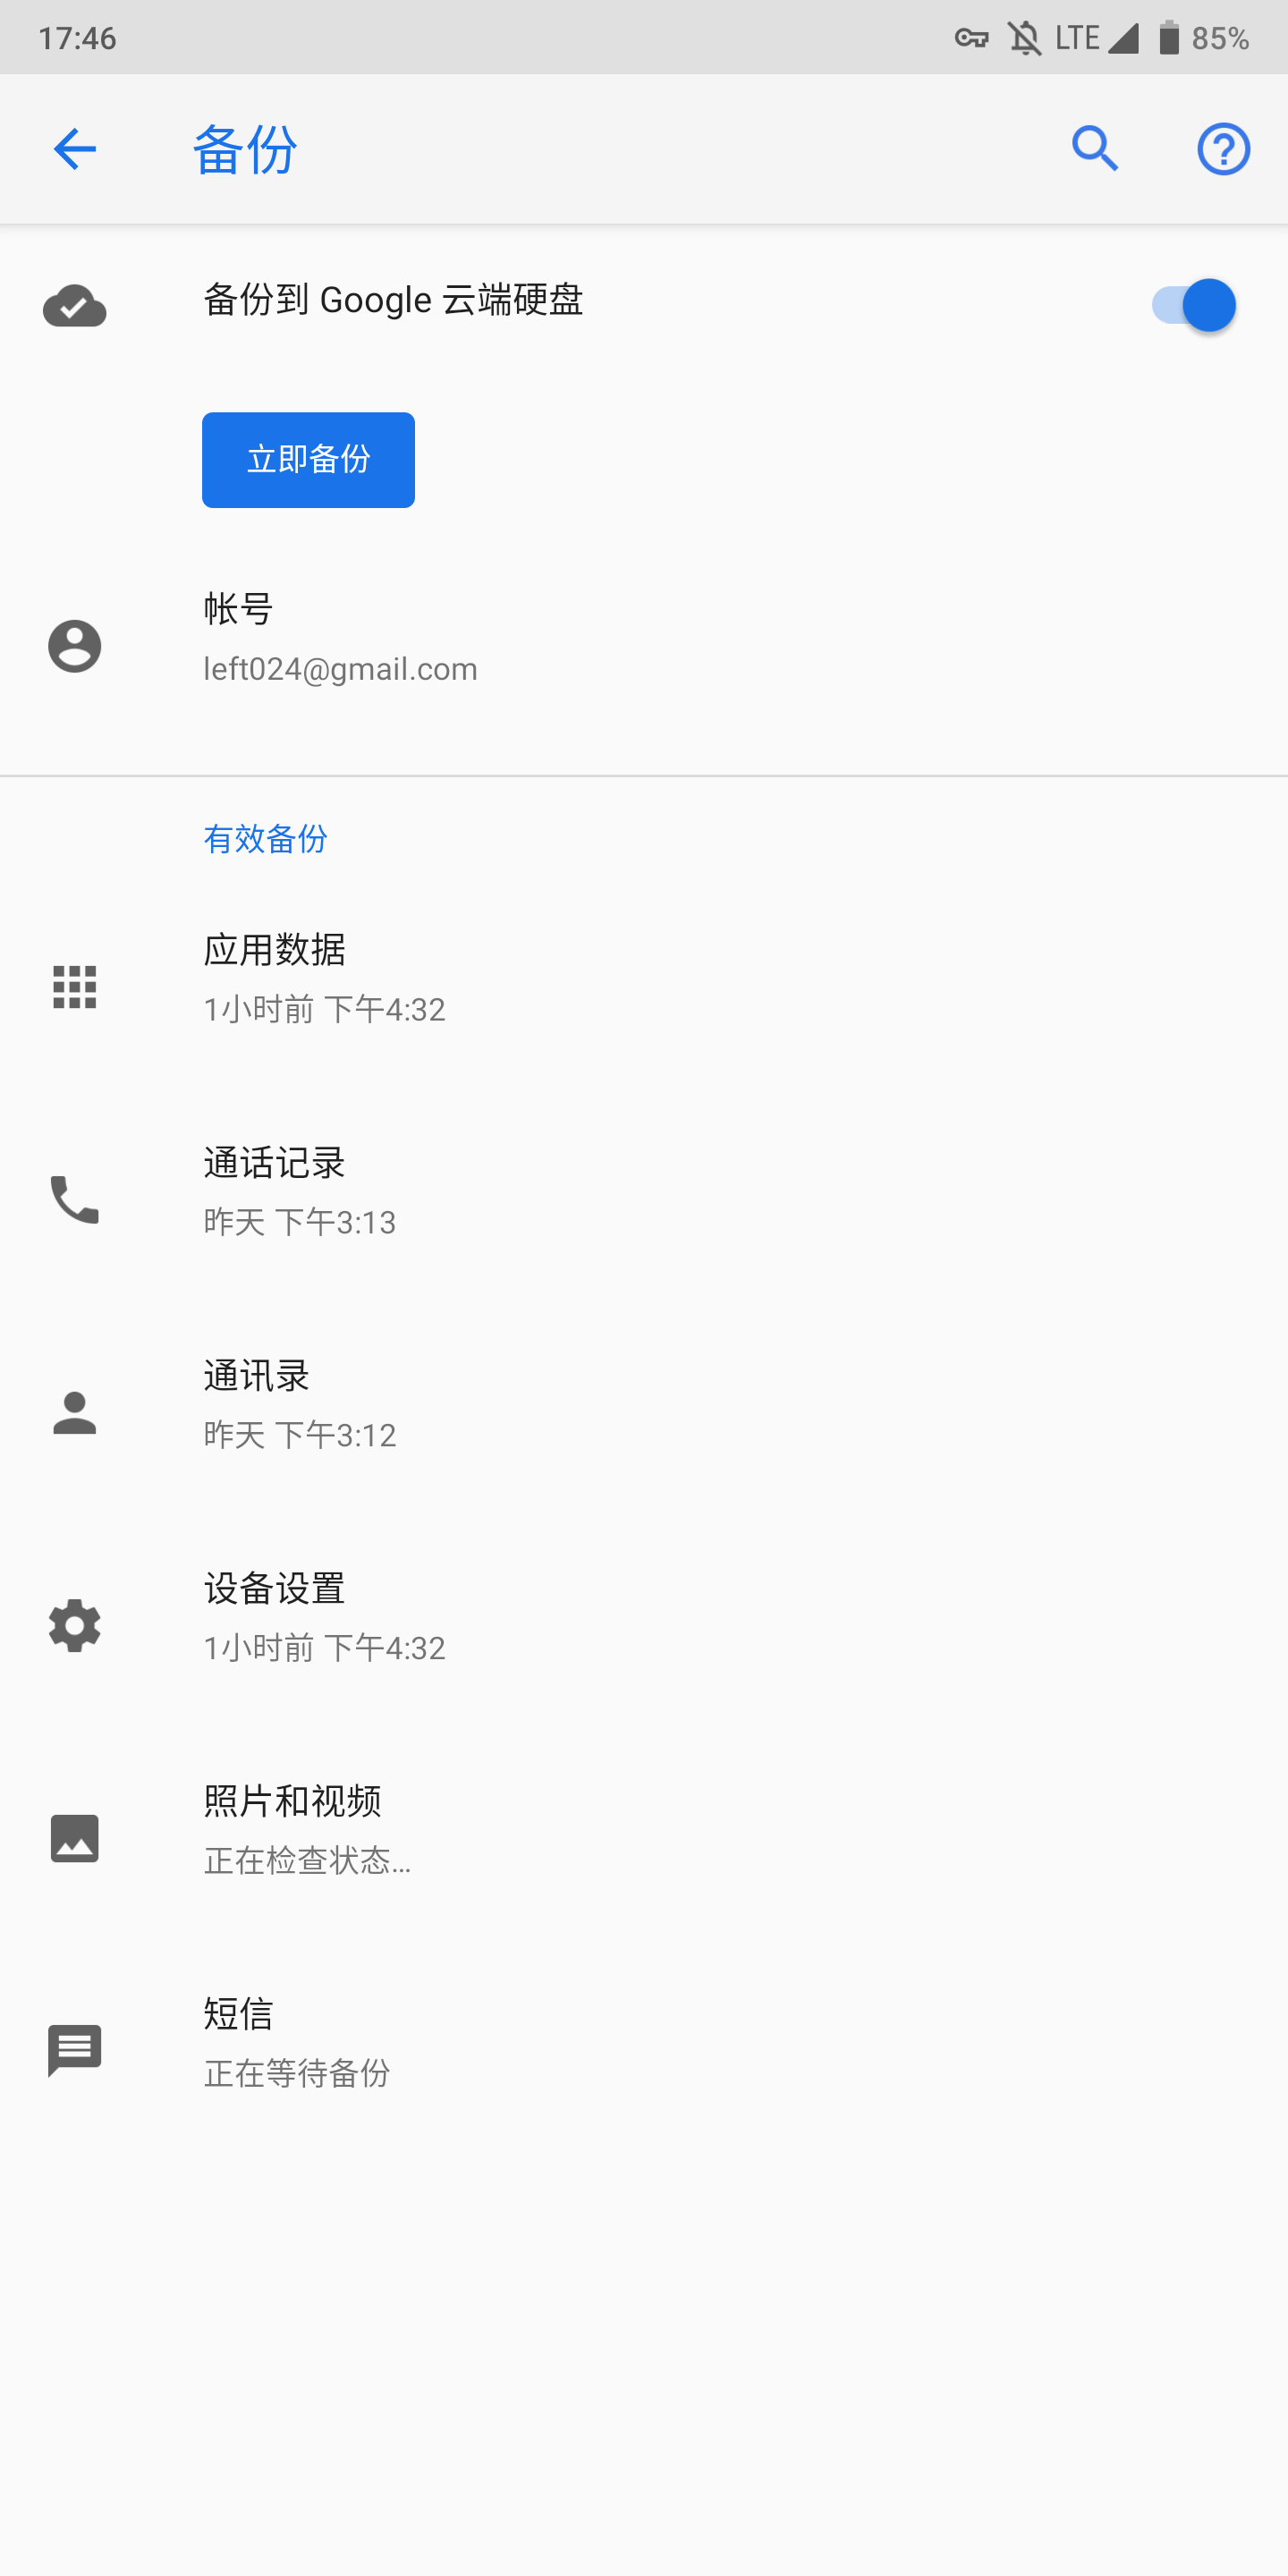 17:46
LTE 85%
备份
备份到 Google 云端硬盘
立即备份
帐号
left024@gmail.com
有效备份
应用数据
1小时前 下午4:32
通话记录
昨天 下午3:13
通讯录
昨天 下午3:12
设备设置
1小时前 下午4:32
照片和视频
正在检查状态…
短信
正在等待备份